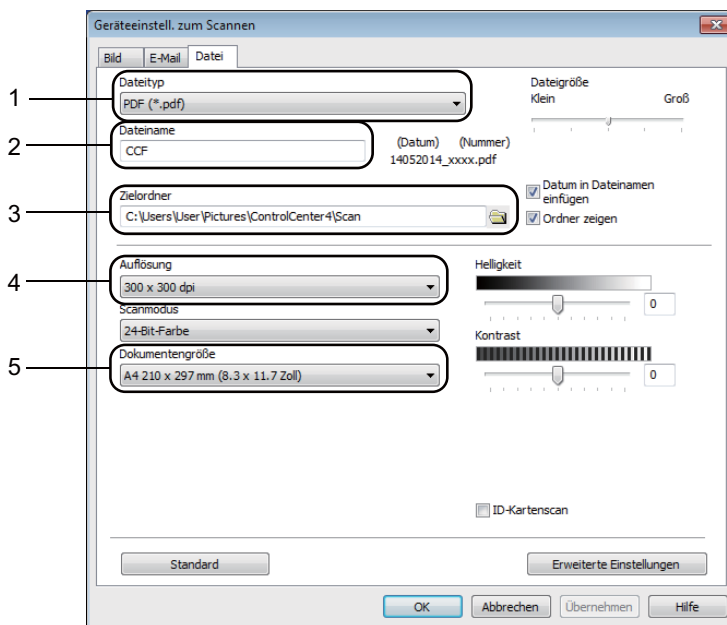 Geräteeinstell. zum Scannen
Bild E-Mail Datei
1
Dateityp
PDF (*.pdf)
Dateigröße
Klein Groß
2
Dateiname
CCF
(Datum) (Nummer)
14052014_xxxx.pdf
3
Zielordner
C:\Users\User\Pictures\ControlCenter4\Scan
Datum in Dateinamen
einfügen
Ordner zeigen
4
Auflösung
300 x 300 dpi
Scanmodus
24-Bit-Farbe
5
Dokumentengröße
A4 210 x 297 mm (8.3 x 11.7 Zoll)
Helligkeit
0
Kontrast
0
ID-Kartenscan
Standard Erweiterte Einstellungen
OK Abbrechen Übernehmen Hilfe